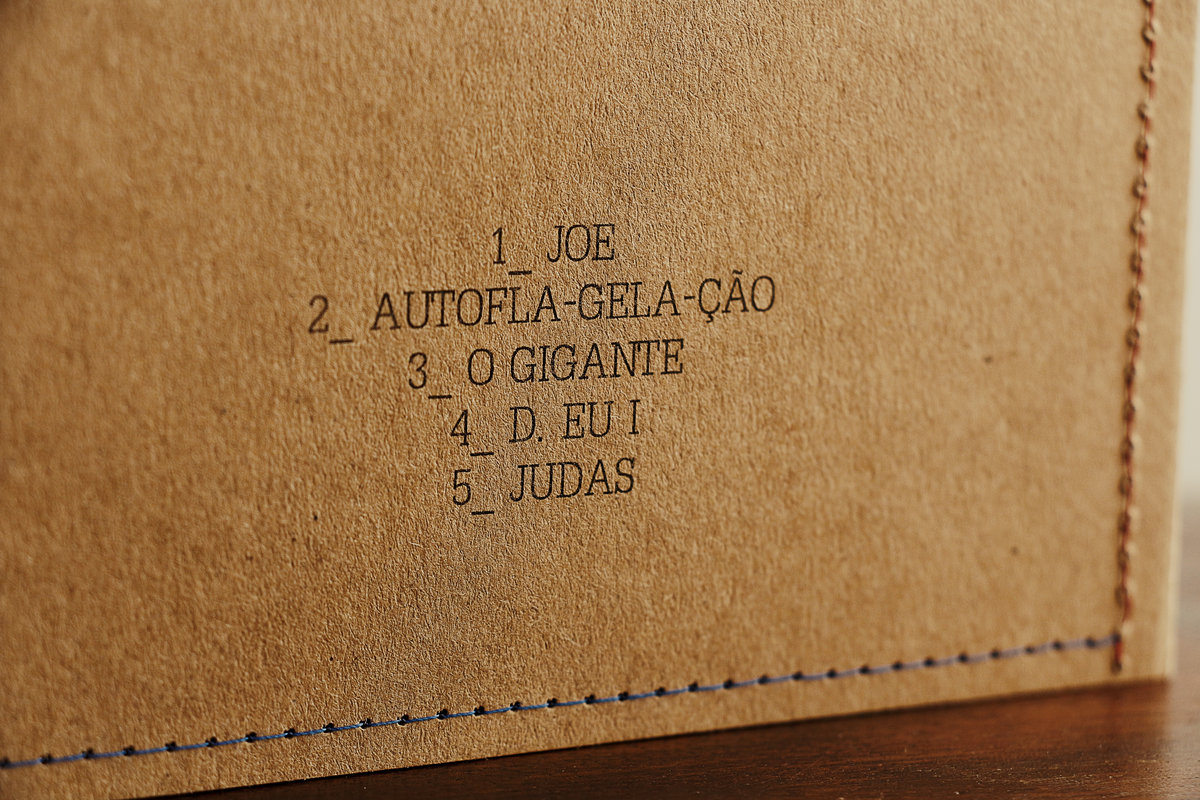 1_ JOE
2_ AUTOFLA-GELA-ÇÃO
3_ O GIGANTE
4_ D. EU I
5_ JUDAS